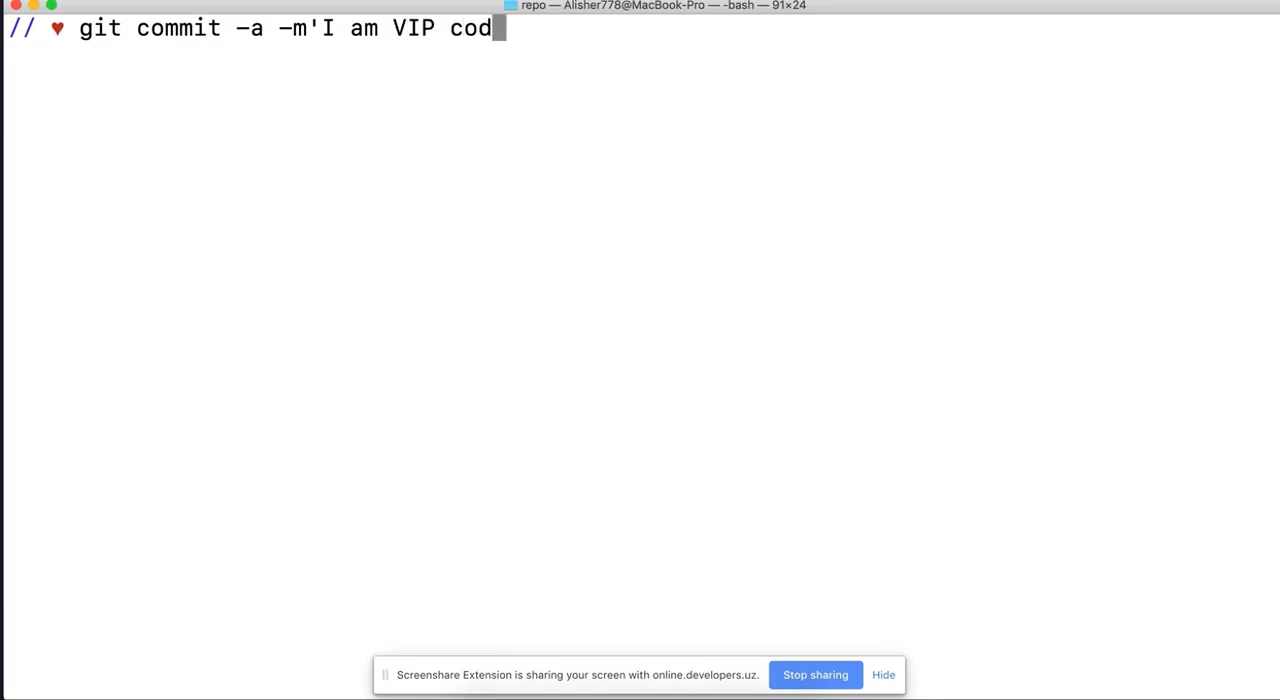 repo — Alisher778@MacBook-Pro — -bash — 91×24
// ♥ git commit -a -m'I am VIP cod
Screenshare Extension is sharing your screen with online.developers.uz. Stop sharing Hide